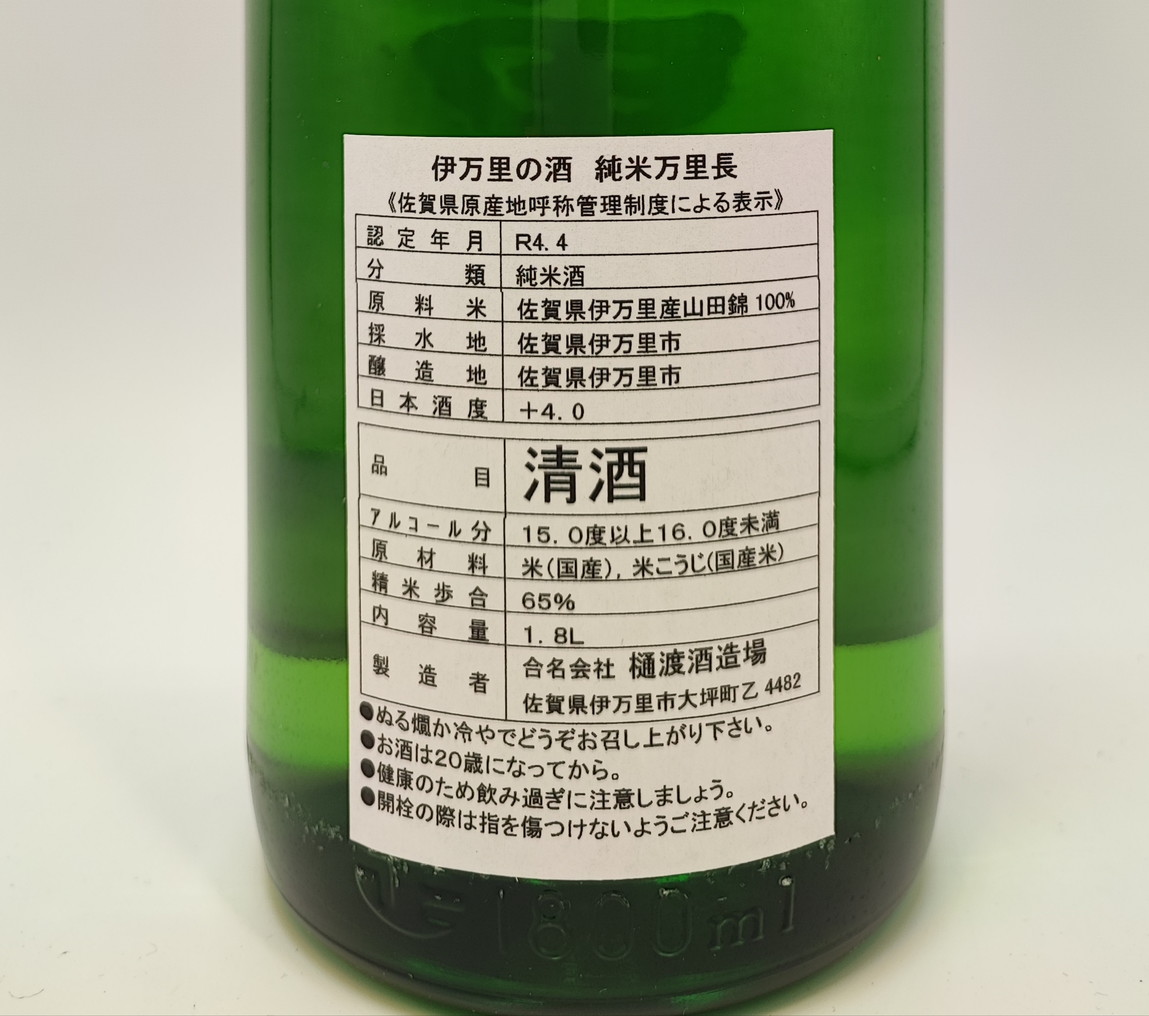 伊万里の酒 純米万里長
《佐賀県原産地呼称管理制度による表示》
認定年月 R4.4
分類 純米酒
原料米 佐賀県伊万里産山田錦100%
採水地 佐賀県伊万里市
醸造地 佐賀県伊万里市
日本酒度 +4.0
品目 清酒
アルコール分 15.0度以上16.0度未満
原材料 米(国産),米こうじ(国産米)
精米歩合 65%
内容量 1.8L
製造者 合名会社 樋渡酒造場
佐賀県伊万里市大坪町乙4482
●ぬる燗か冷やでどうぞお召し上がり下さい。
●お酒は20歳になってから。
●健康のため飲み過ぎに注意しましょう。
●開栓の際は指を傷つけないようご注意ください。
1800ml